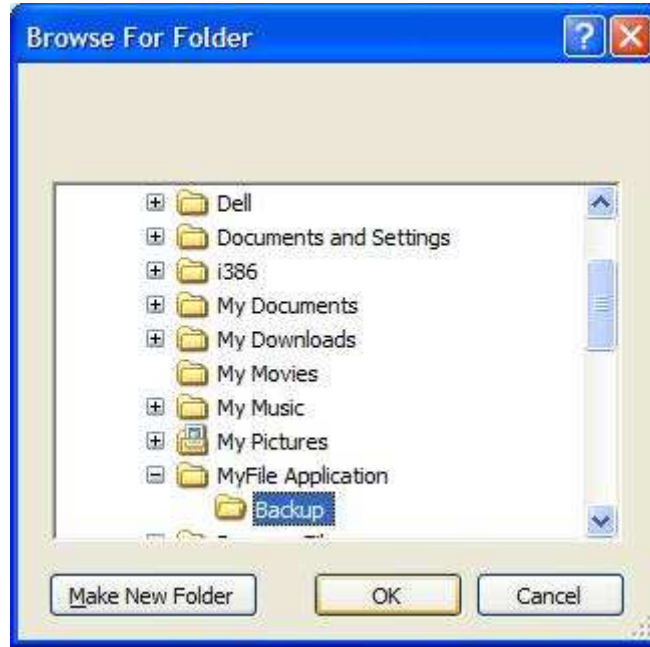 Browse For Folder
Dell
Documents and Settings
i386
My Documents
My Downloads
My Movies
My Music
My Pictures
MyFile Application
Backup
Make New Folder OK Cancel